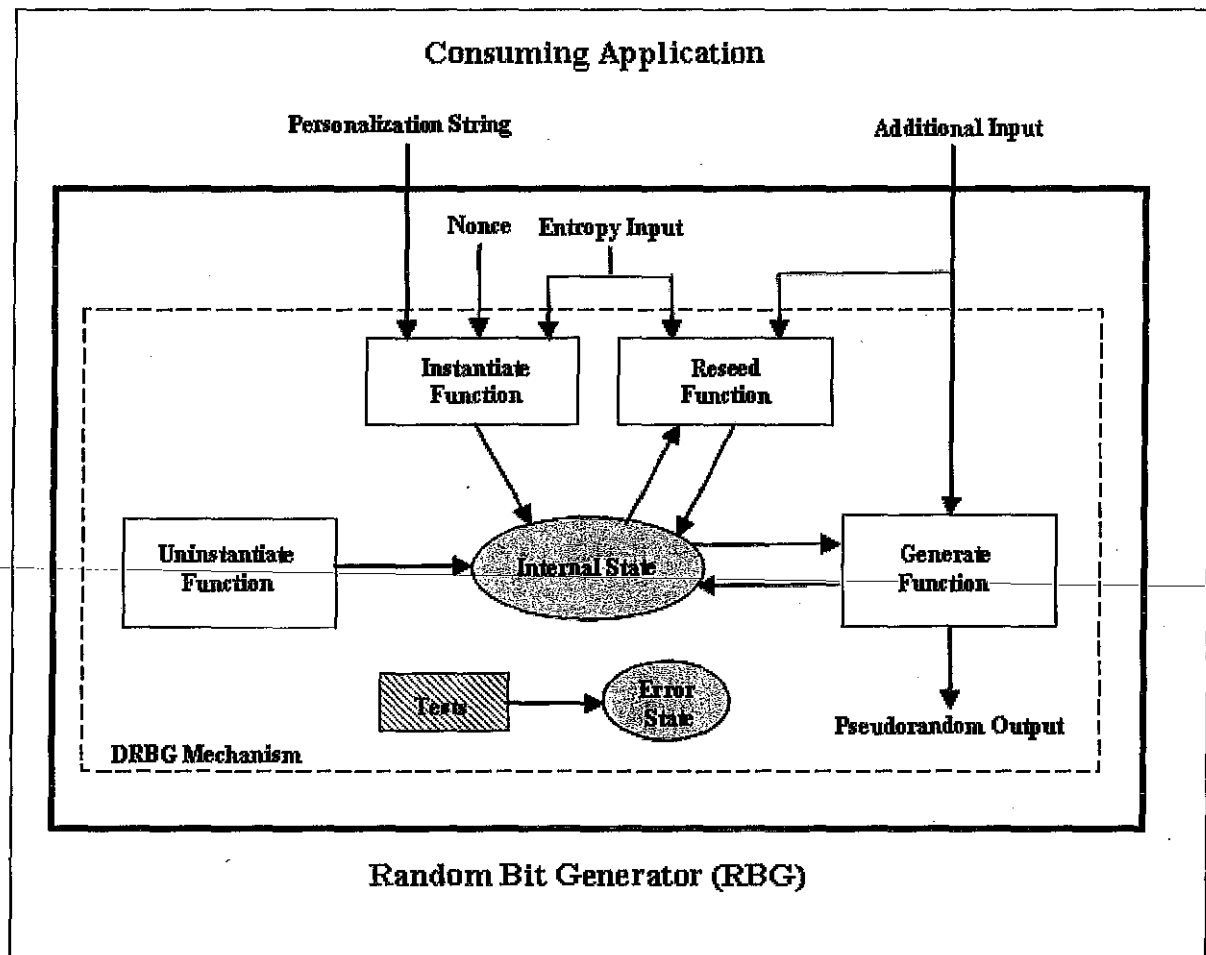 Consuming Application
Personalization String
Additional Input
Nonce
Entropy Input
Instantiate
Function
Reseed
Function
Uninstantiate
Function
Internal State
Generate
Function
Tests
Error
State
Pseudorandom Output
DRBG Mechanism
Random Bit Generator (RBG)